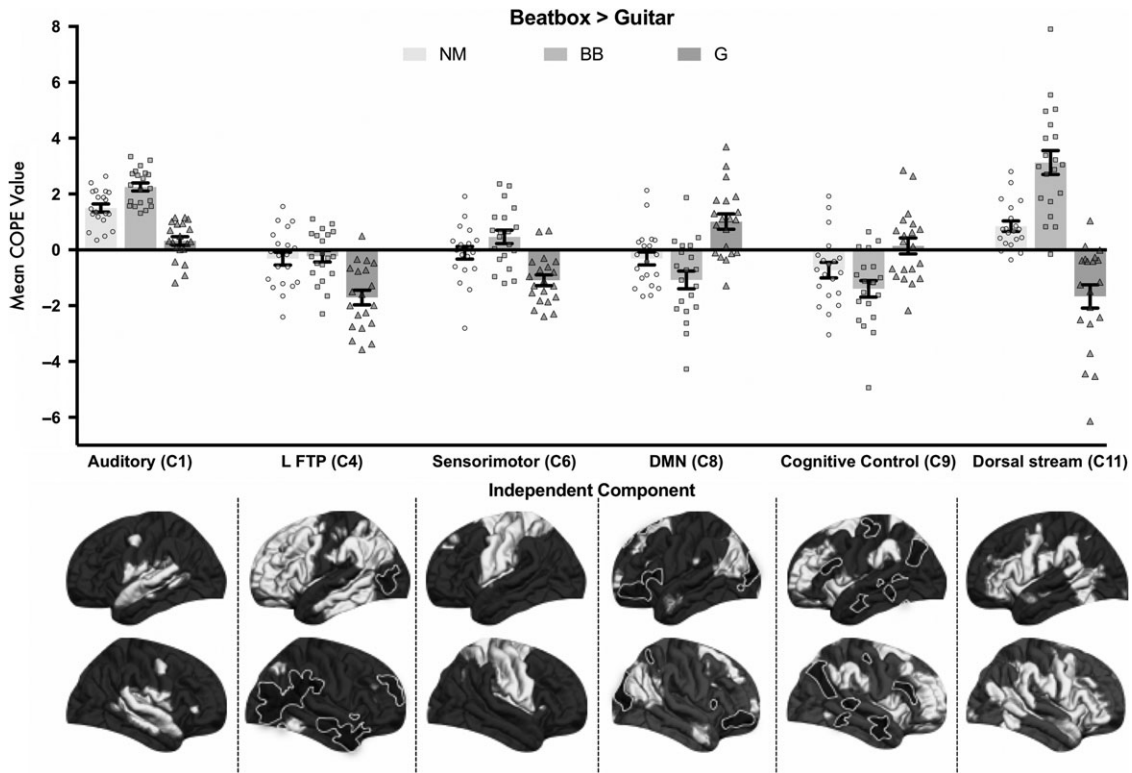 Beatbox > Guitar
NM BB G
Mean COPE Value
8
6
4
2
0
−2
−4
−6
Auditory (C1) L FTP (C4) Sensorimotor (C6) DMN (C8) Cognitive Control (C9) Dorsal stream (C11)
Independent Component